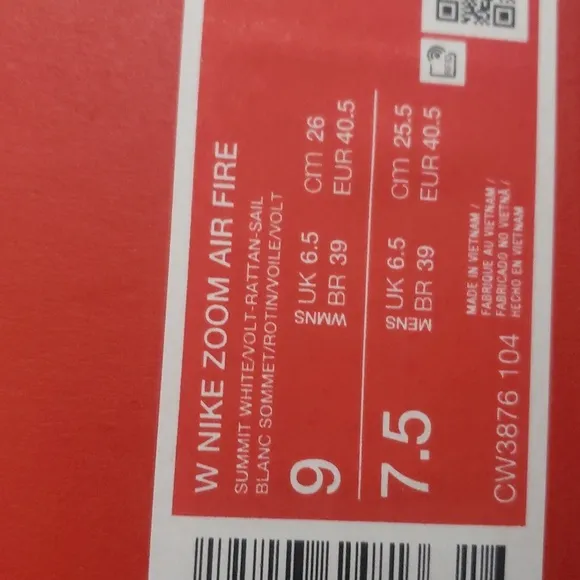 W NIKE ZOOM AIR FIRE
SUMMIT WHITE/VOLT-RATTAN-SAIL
BLANC SOMMET/ROTIN/VOILE/VOLT
9
WMNS
UK 6.5
cm 26
BR 39
EUR 40.5
7.5
MENS
UK 6.5
cm 25.5
BR 39
EUR 40.5
CW3876 104
MADE IN VIETNAM /
FABRIQUE AU VIETNAM /
FABRICADO NO VIETNÃ /
HECHO EN VIETNAM